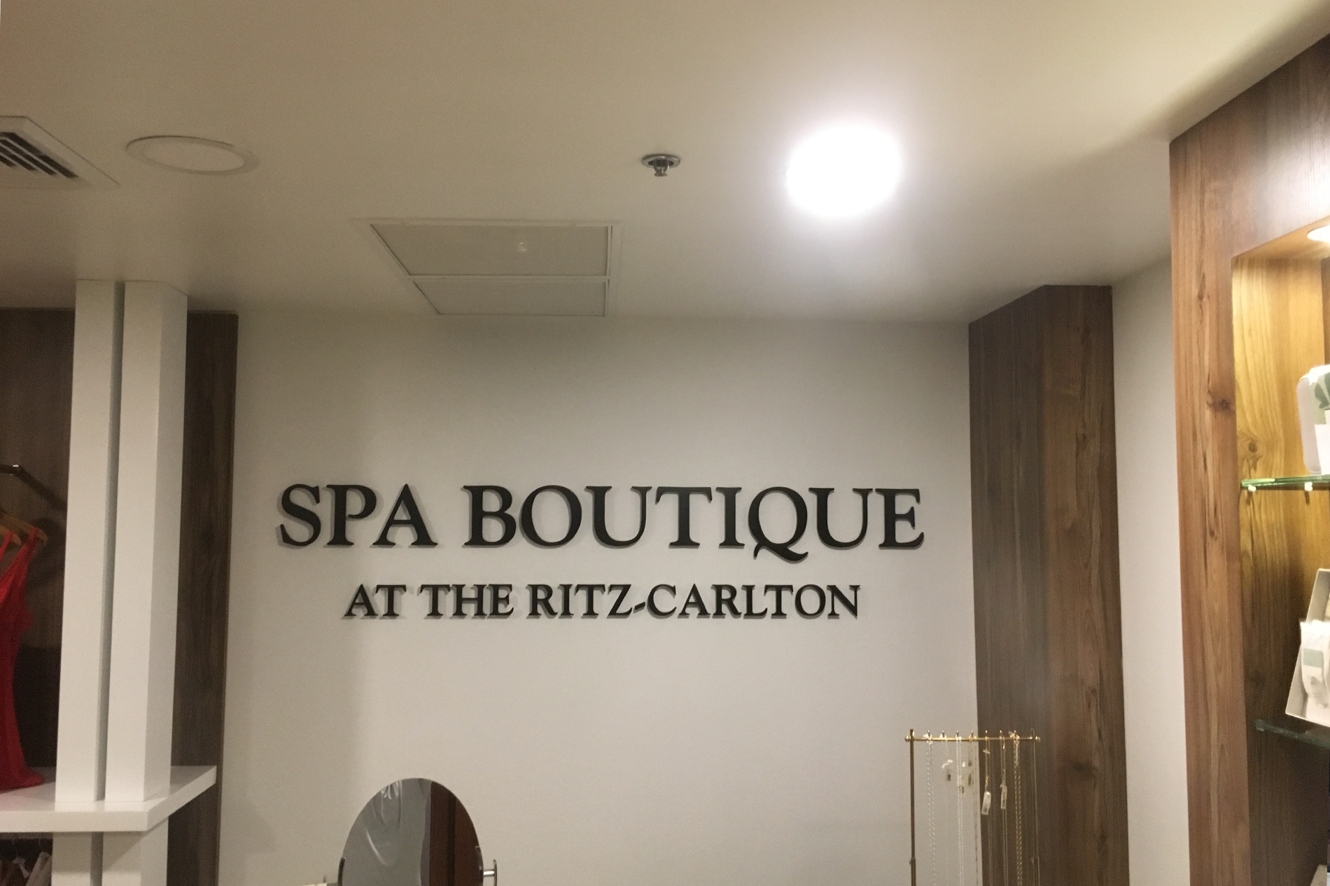 SPA BOUTIQUE
AT THE RITZ-CARLTON